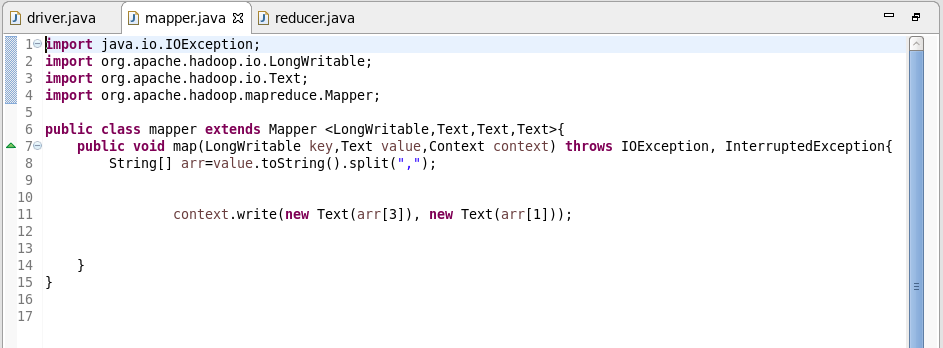 driver.java mapper.java reducer.java
1 import java.io.IOException;
2 import org.apache.hadoop.io.LongWritable;
3 import org.apache.hadoop.io.Text;
4 import org.apache.hadoop.mapreduce.Mapper;
5
6 public class mapper extends Mapper <LongWritable,Text,Text,Text>{
7     public void map(LongWritable key,Text value,Context context) throws IOException, InterruptedException{
8         String[] arr=value.toString().split(",");
9
10
11                 context.write(new Text(arr[3]), new Text(arr[1]));
12
13
14     }
15 }
16
17